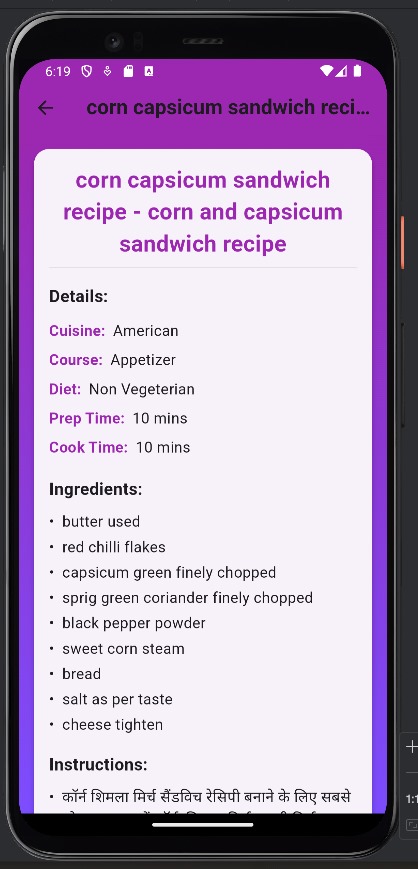 6:19
corn capsicum sandwich reci...
corn capsicum sandwich
recipe - corn and capsicum
sandwich recipe
Details:
Cuisine: American
Course: Appetizer
Diet: Non Vegeterian
Prep Time: 10 mins
Cook Time: 10 mins
Ingredients:
• butter used
• red chilli flakes
• capsicum green finely chopped
• sprig green coriander finely chopped
• black pepper powder
• sweet corn steam
• bread
• salt as per taste
• cheese tighten
Instructions:
• कॉर्न शिमला मिर्च सैंडविच रेसिपी बनाने के लिए सबसे